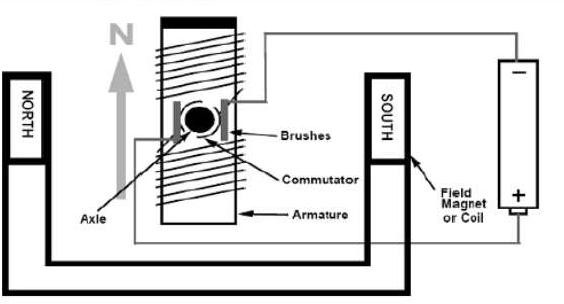 N
NORTH
SOUTH
−
Brushes
Commutator
Axle
Armature
Field
Magnet
or Coil
+